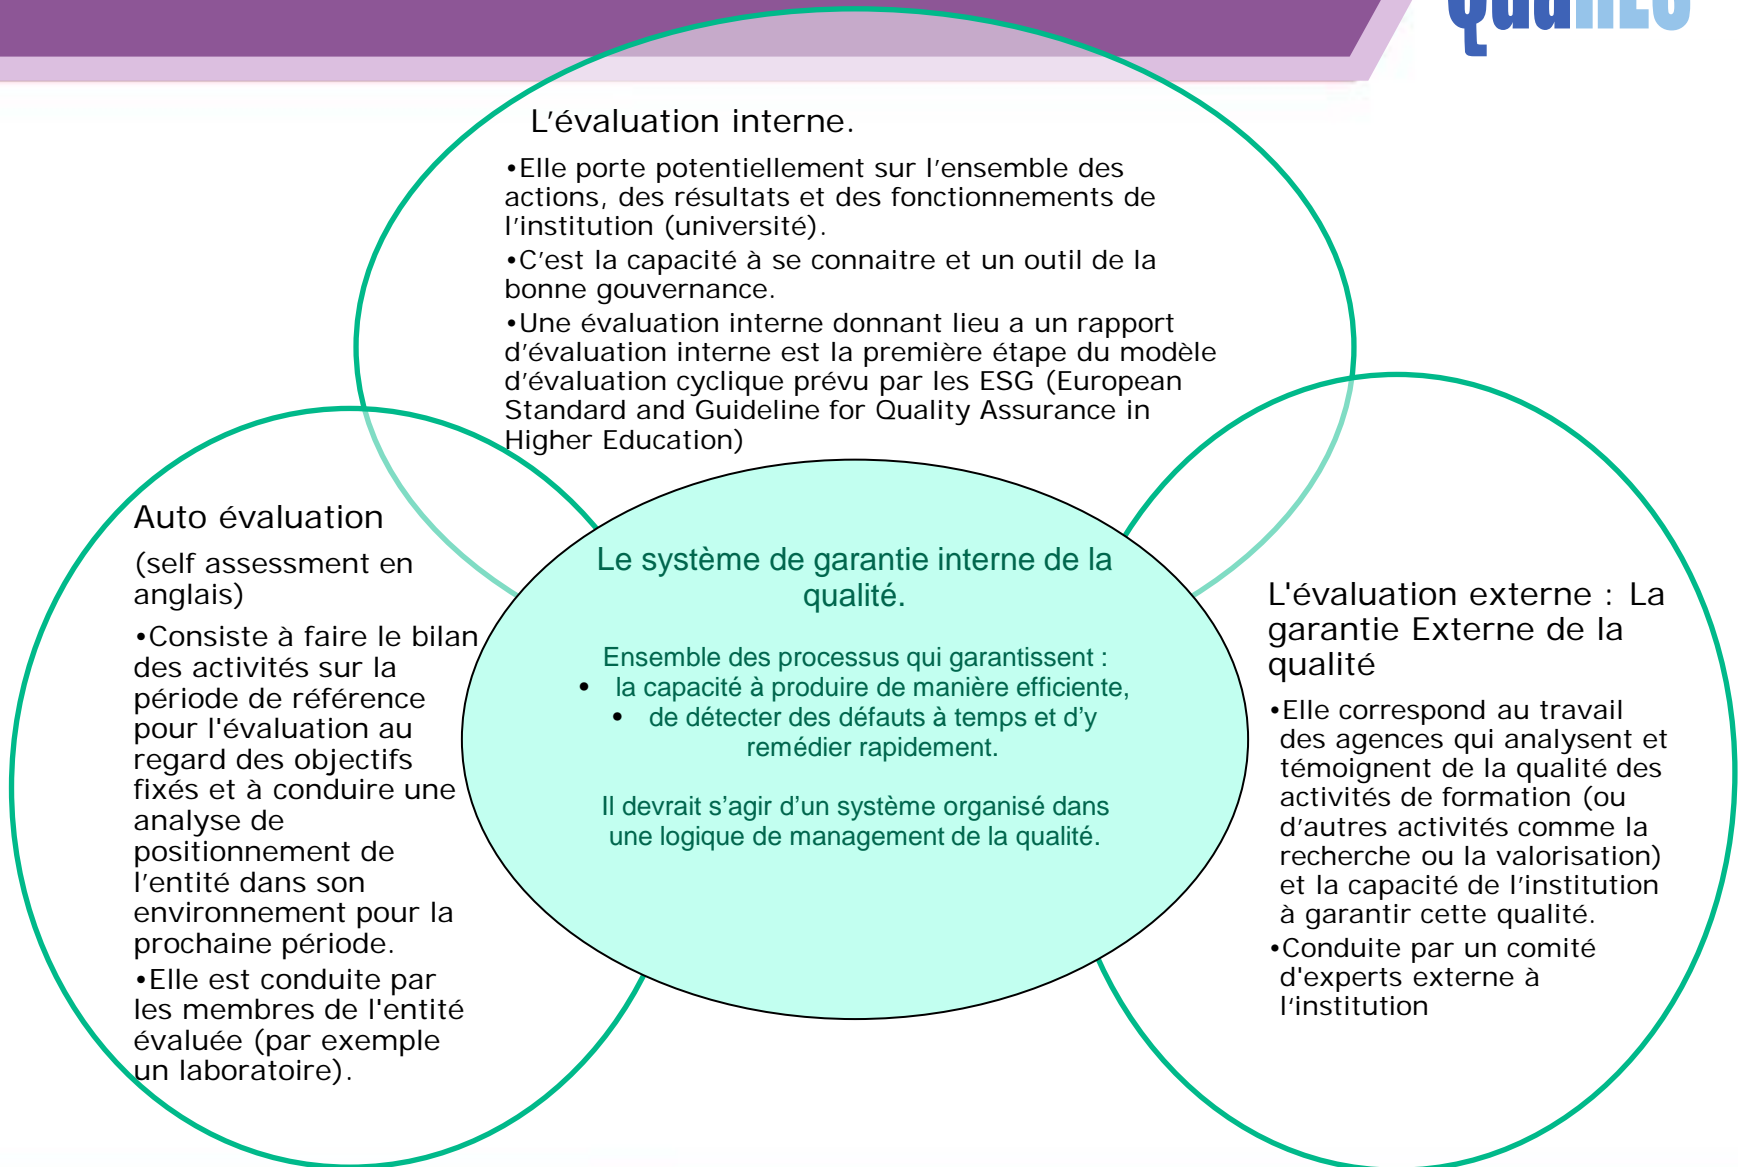 L’évaluation interne.
•Elle porte potentiellement sur l’ensemble des
actions, des résultats et des fonctionnements de
l’institution (université).
•C’est la capacité à se connaitre et un outil de la
bonne gouvernance.
•Une évaluation interne donnant lieu a un rapport
d’évaluation interne est la première étape du modèle
d’évaluation cyclique prévu par les ESG (European
Standard and Guideline for Quality Assurance in
Higher Education)
Auto évaluation
(self assessment en
anglais)
•Consiste à faire le bilan
des activités sur la
période de référence
pour l'évaluation au
regard des objectifs
fixés et à conduire une
analyse de
positionnement de
l’entité dans son
environnement pour la
prochaine période.
•Elle est conduite par
les membres de l'entité
évaluée (par exemple
un laboratoire).
Le système de garantie interne de la
qualité.
Ensemble des processus qui garantissent :
• la capacité à produire de manière efficiente,
• de détecter des défauts à temps et d’y
remédier rapidement.
Il devrait s’agir d’un système organisé dans
une logique de management de la qualité.
L'évaluation externe : La
garantie Externe de la
qualité
•Elle correspond au travail
des agences qui analysent et
témoignent de la qualité des
activités de formation (ou
d’autres activités comme la
recherche ou la valorisation)
et la capacité de l’institution
à garantir cette qualité.
•Conduite par un comité
d'experts externe à
l‘institution